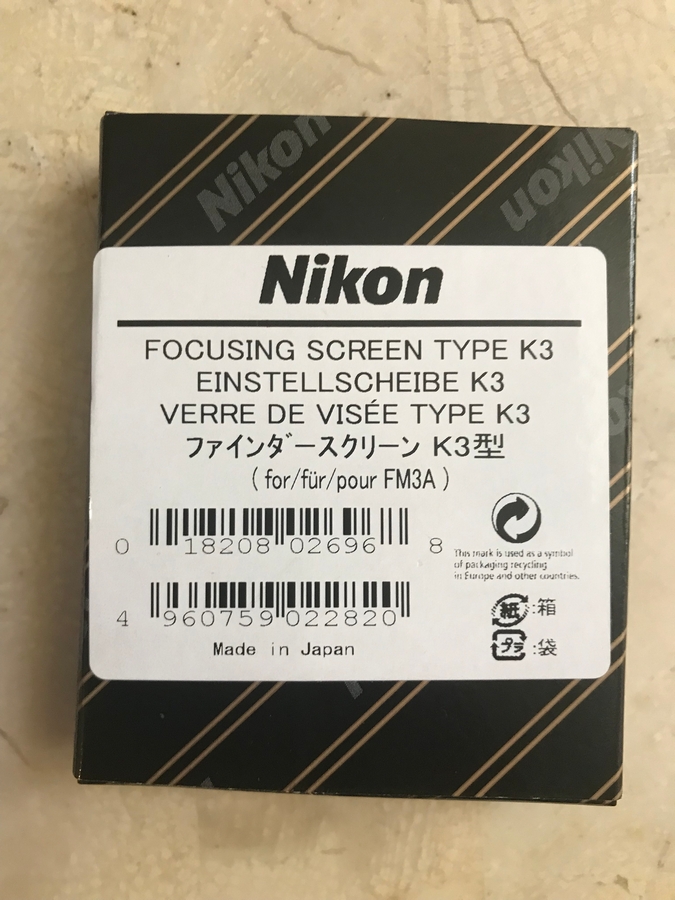 Nikon
Nikon
Nikon
FOCUSING SCREEN TYPE K3
EINSTELLSCHEIBE K3
VERRE DE VISÉE TYPE K3
ファインダースクリーン K3型
( for/für/pour FM3A )
0 18208 02696 8
This mark is used as a symbol
of packaging recycling
in Europe and other countries.
4 960759 022820
紙 :箱
プラ :袋
Made in Japan